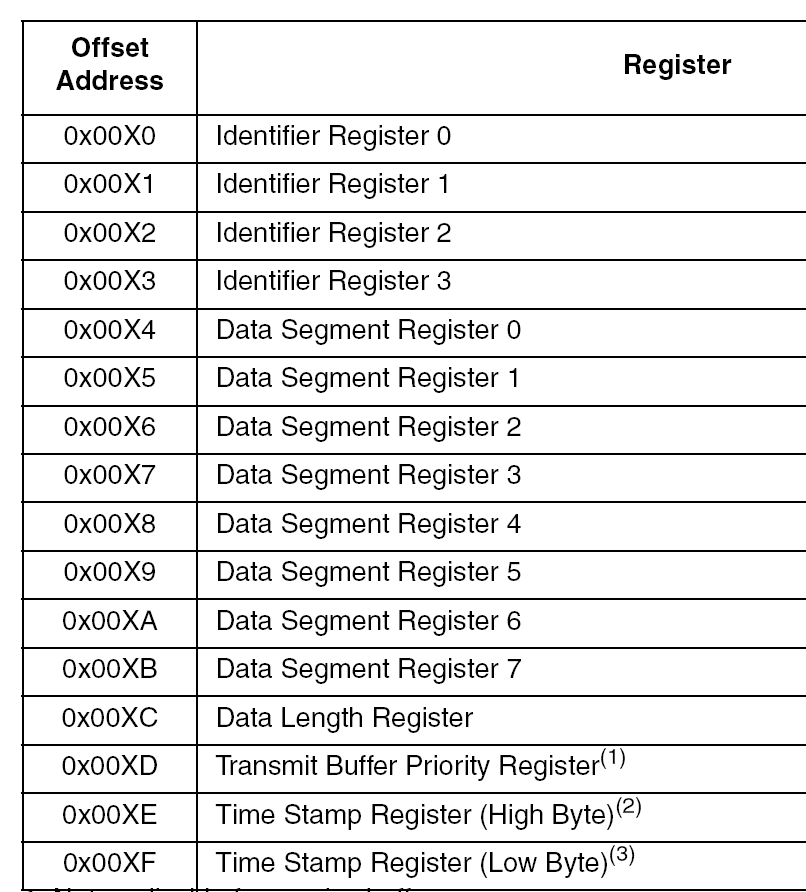 Offset
Address
Register
0x00X0 Identifier Register 0
0x00X1 Identifier Register 1
0x00X2 Identifier Register 2
0x00X3 Identifier Register 3
0x00X4 Data Segment Register 0
0x00X5 Data Segment Register 1
0x00X6 Data Segment Register 2
0x00X7 Data Segment Register 3
0x00X8 Data Segment Register 4
0x00X9 Data Segment Register 5
0x00XA Data Segment Register 6
0x00XB Data Segment Register 7
0x00XC Data Length Register
0x00XD Transmit Buffer Priority Register(1)
0x00XE Time Stamp Register (High Byte)(2)
0x00XF Time Stamp Register (Low Byte)(3)